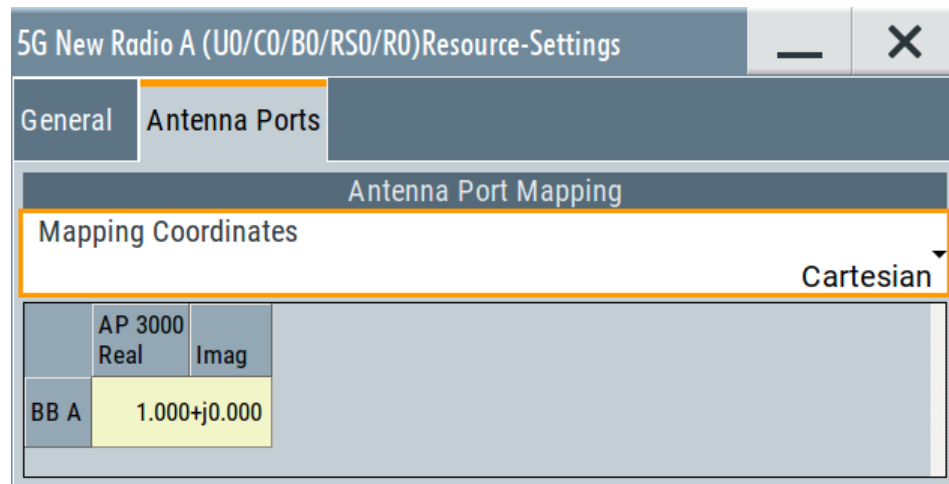 5G New Radio A (U0/C0/B0/RS0/R0)Resource-Settings
General Antenna Ports
Antenna Port Mapping
Mapping Coordinates
Cartesian
AP 3000
Real Imag
BB A 1.000+j0.000